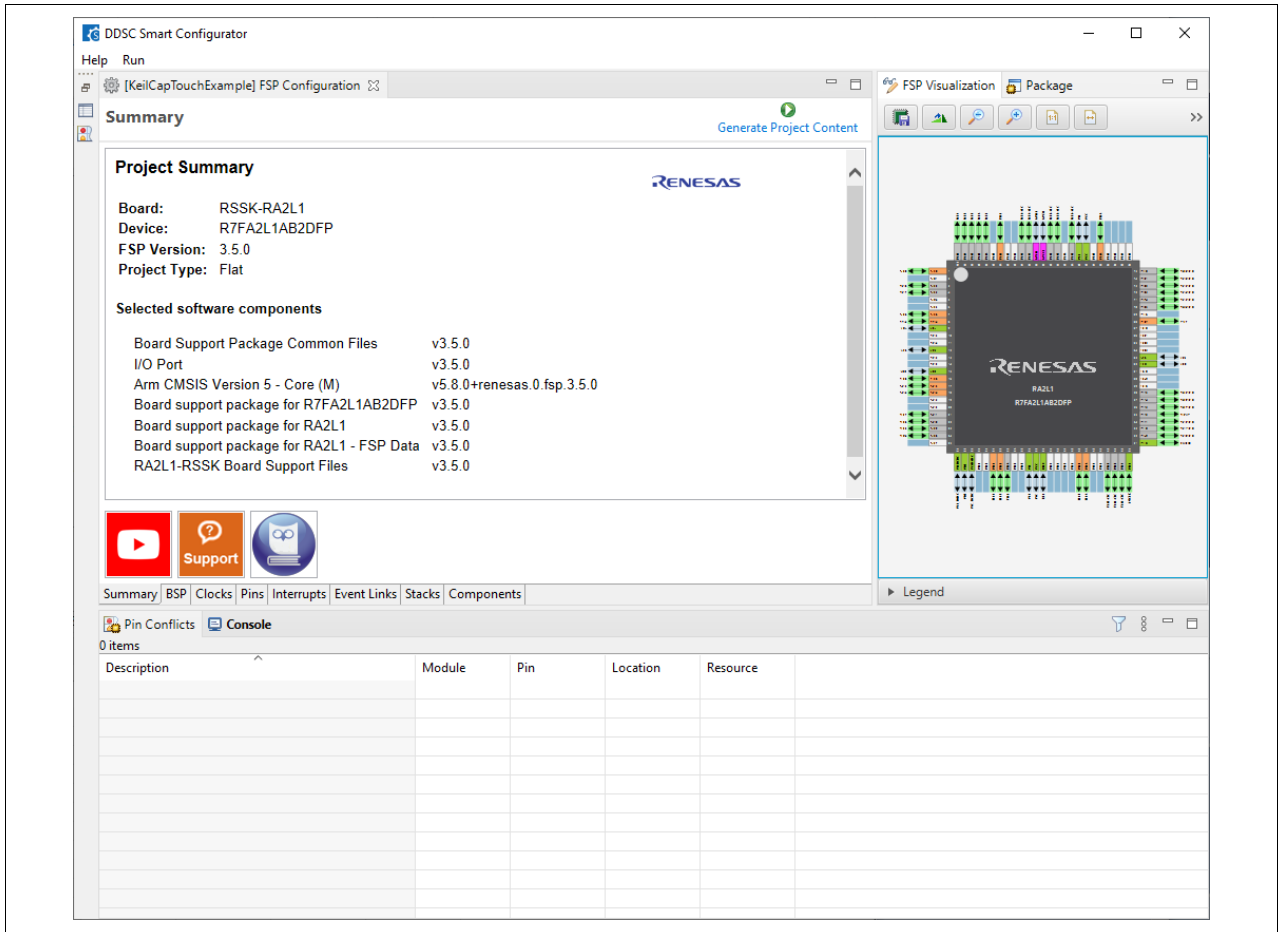 DDSC Smart Configurator
Help Run
[KeilCapTouchExample] FSP Configuration
Summary
Generate Project Content
Project Summary
RENESAS
Board: RSSK-RA2L1
Device: R7FA2L1AB2DFP
FSP Version: 3.5.0
Project Type: Flat
Selected software components
Board Support Package Common Files v3.5.0
I/O Port v3.5.0
Arm CMSIS Version 5 - Core (M) v5.8.0+renesas.0.fsp.3.5.0
Board support package for R7FA2L1AB2DFP v3.5.0
Board support package for RA2L1 v3.5.0
Board support package for RA2L1 - FSP Data v3.5.0
RA2L1-RSSK Board Support Files v3.5.0
Support
Summary BSP Clocks Pins Interrupts Event Links Stacks Components
FSP Visualization Package
RENESAS
RA2L1
R7FA2L1AB2DFP
Legend
Pin Conflicts Console
0 items
Description Module Pin Location Resource